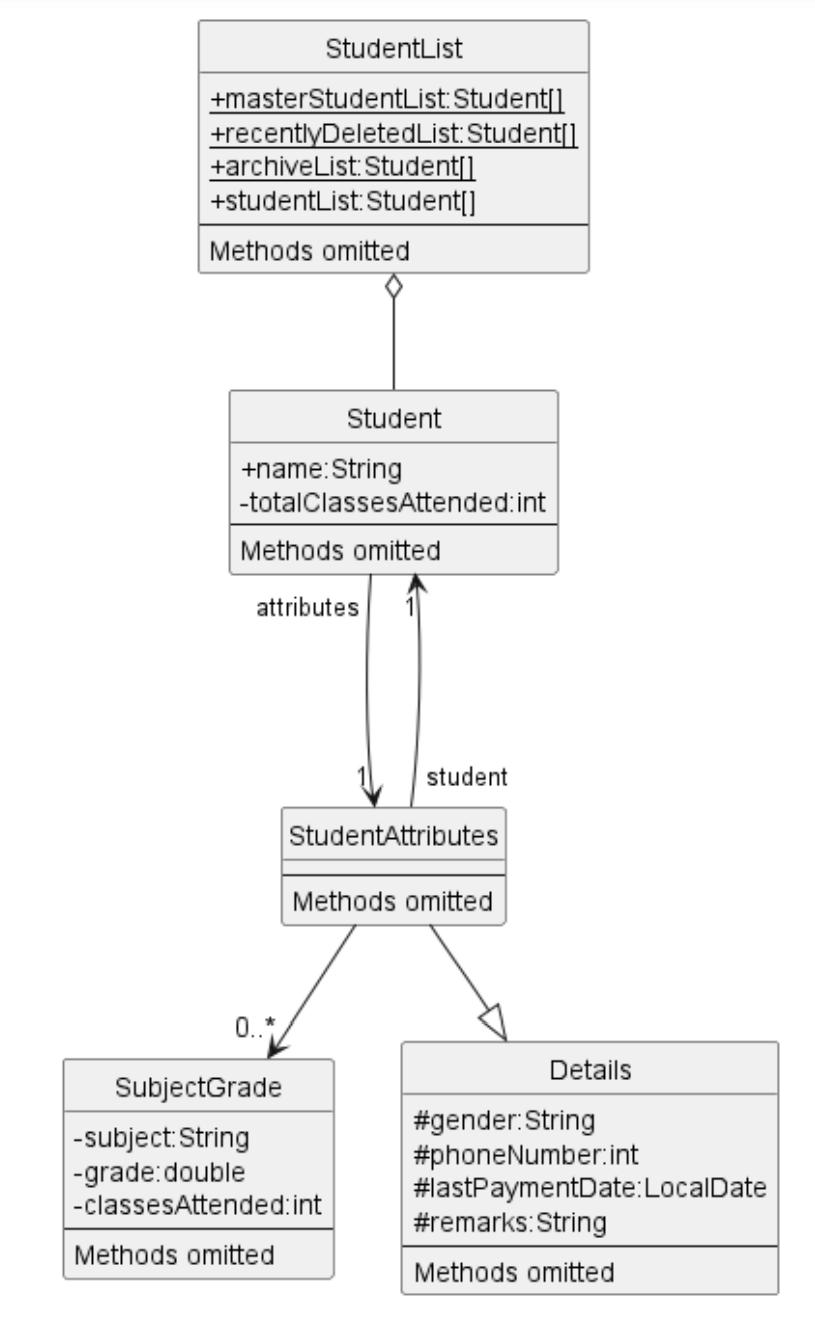 StudentList
+masterStudentList:Student[]
+recentlyDeletedList:Student[]
+archiveList:Student[]
+studentList:Student[]
Methods omitted
Student
+name:String
-totalClassesAttended:int
Methods omitted
attributes
1
1
student
StudentAttributes
Methods omitted
0..*
SubjectGrade
-subject:String
-grade:double
-classesAttended:int
Methods omitted
Details
#gender:String
#phoneNumber:int
#lastPaymentDate:LocalDate
#remarks:String
Methods omitted